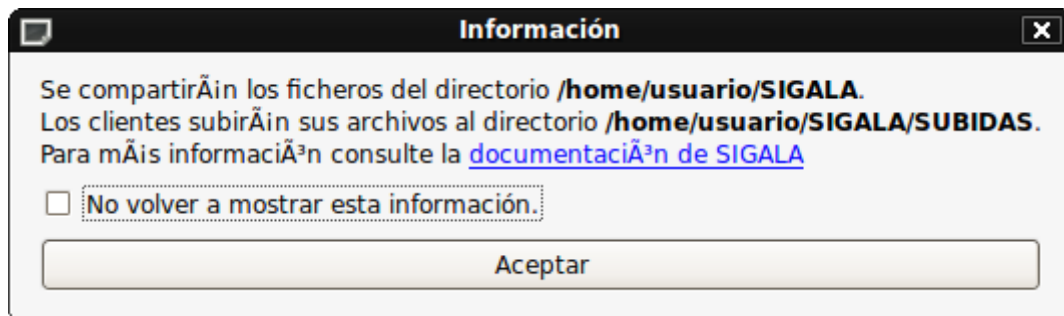 Información
Se compartirÃ¡n los ficheros del directorio /home/usuario/SIGALA.
Los clientes subirÃ¡n sus archivos al directorio /home/usuario/SIGALA/SUBIDAS.
Para mÃ¡s informaciÃ³n consulte la documentaciÃ³n de SIGALA
No volver a mostrar esta información.
Aceptar